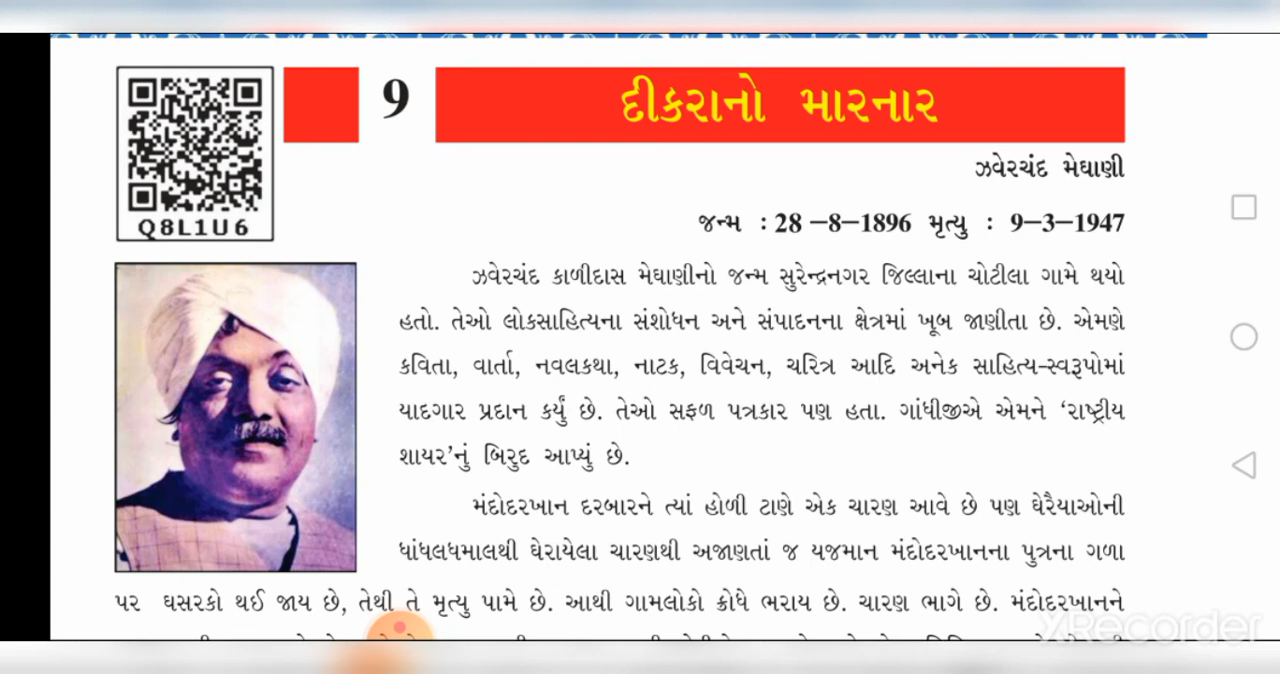 9
દીકરાનો મારનાર
ઝવેરચંદ મેઘાણી
જન્મ : 28 –8–1896 મૃત્યુ : 9–3–1947
Q8L1U6
ઝવેરચંદ કાળીદાસ મેઘાણીનો જન્મ સુરેન્દ્રનગર જિલ્લાના ચોટીલા ગામે થયો
હતો. તેઓ લોકસાહિત્યના સંશોધન અને સંપાદનના ક્ષેત્રમાં ખૂબ જાણીતા છે. એમણે
કવિતા, વાર્તા, નવલકથા, નાટક, વિવેચન, ચરિત્ર આદિ અનેક સાહિત્ય-સ્વરૂપોમાં
યાદગાર પ્રદાન કર્યું છે. તેઓ સફળ પત્રકાર પણ હતા. ગાંધીજીએ એમને ‘રાષ્ટ્રીય
શાયર’નું બિરુદ આપ્યું છે.
મંદોદરખાન દરબારને ત્યાં હોળી ટાણે એક ચારણ આવે છે પણ ઘેરૈયાઓની
ધાંધલધમાલથી ઘેરાયેલા ચારણથી અજાણતાં જ યજમાન મંદોદરખાનના પુત્રના ગળા
પર ઘસરકો થઈ જાય છે, તેથી તે મૃત્યુ પામે છે. આથી ગામલોકો ક્રોધે ભરાય છે. ચારણ ભાગે છે. મંદોદરખાનને
XRecorder